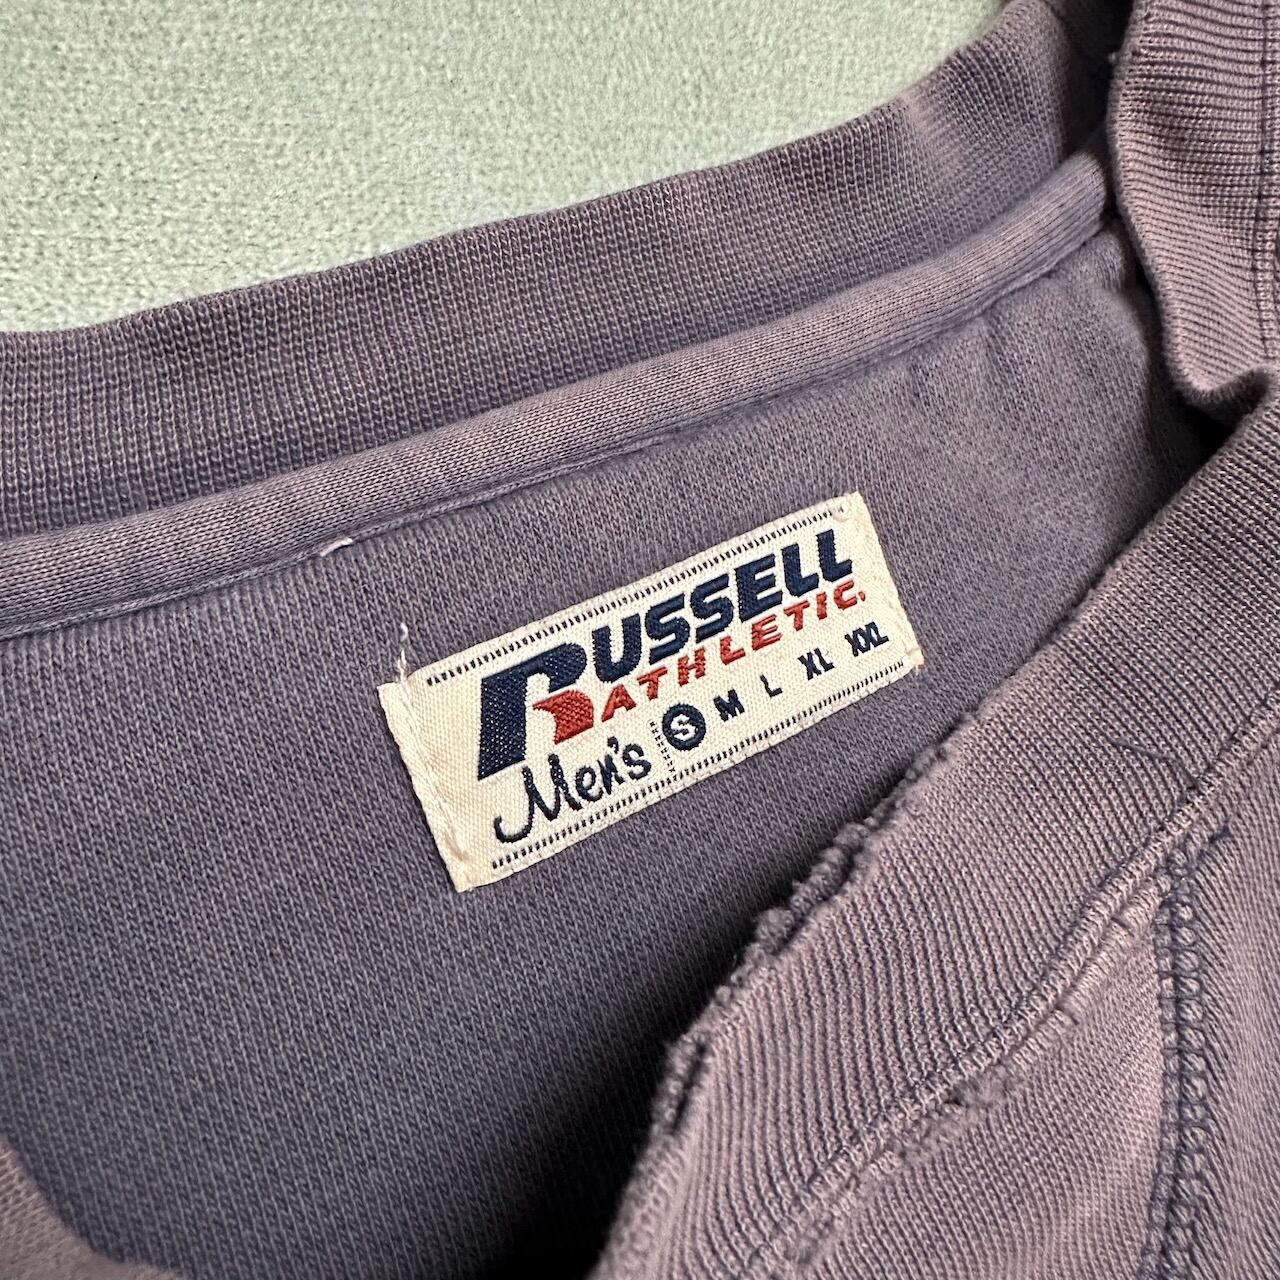 RUSSELL
ATHLETIC.
Men's S M L XL XXL